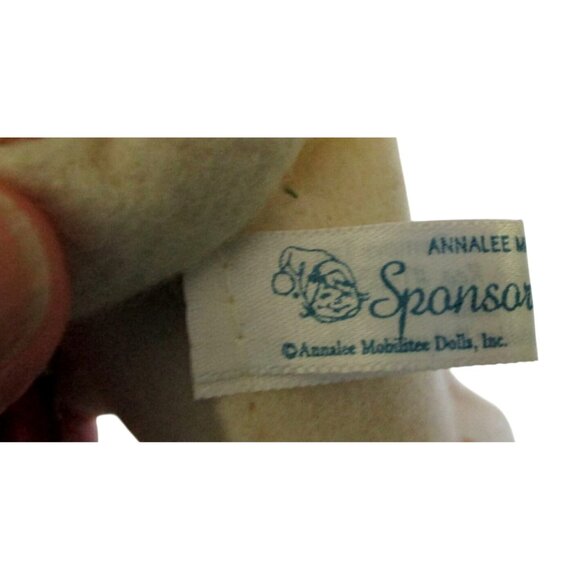 ANNALEE M
Sponsor
©Annalee Mobilitee Dolls, Inc.